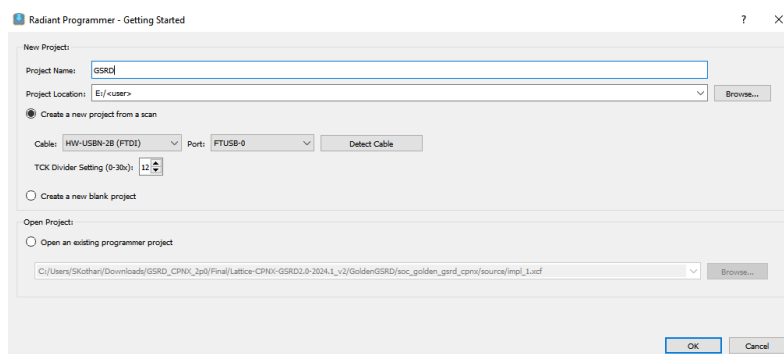 Radiant Programmer - Getting Started
New Project:
Project Name: GSRD
Project Location: E:/<user> Browse...
Create a new project from a scan
Cable: HW-USBN-2B (FTDI) Port: FTUSB-0 Detect Cable
TCK Divider Setting (0-30x): 12
Create a new blank project
Open Project:
Open an existing programmer project
C:/Users/SKothari/Downloads/GSRD_CPNX_2p0/Final/Lattice-CPNX-GSRD2.0-2024.1_v2/GoldenGSRD/soc_golden_gsrd_cpnx/source/impl_1.xcf Browse...
OK Cancel